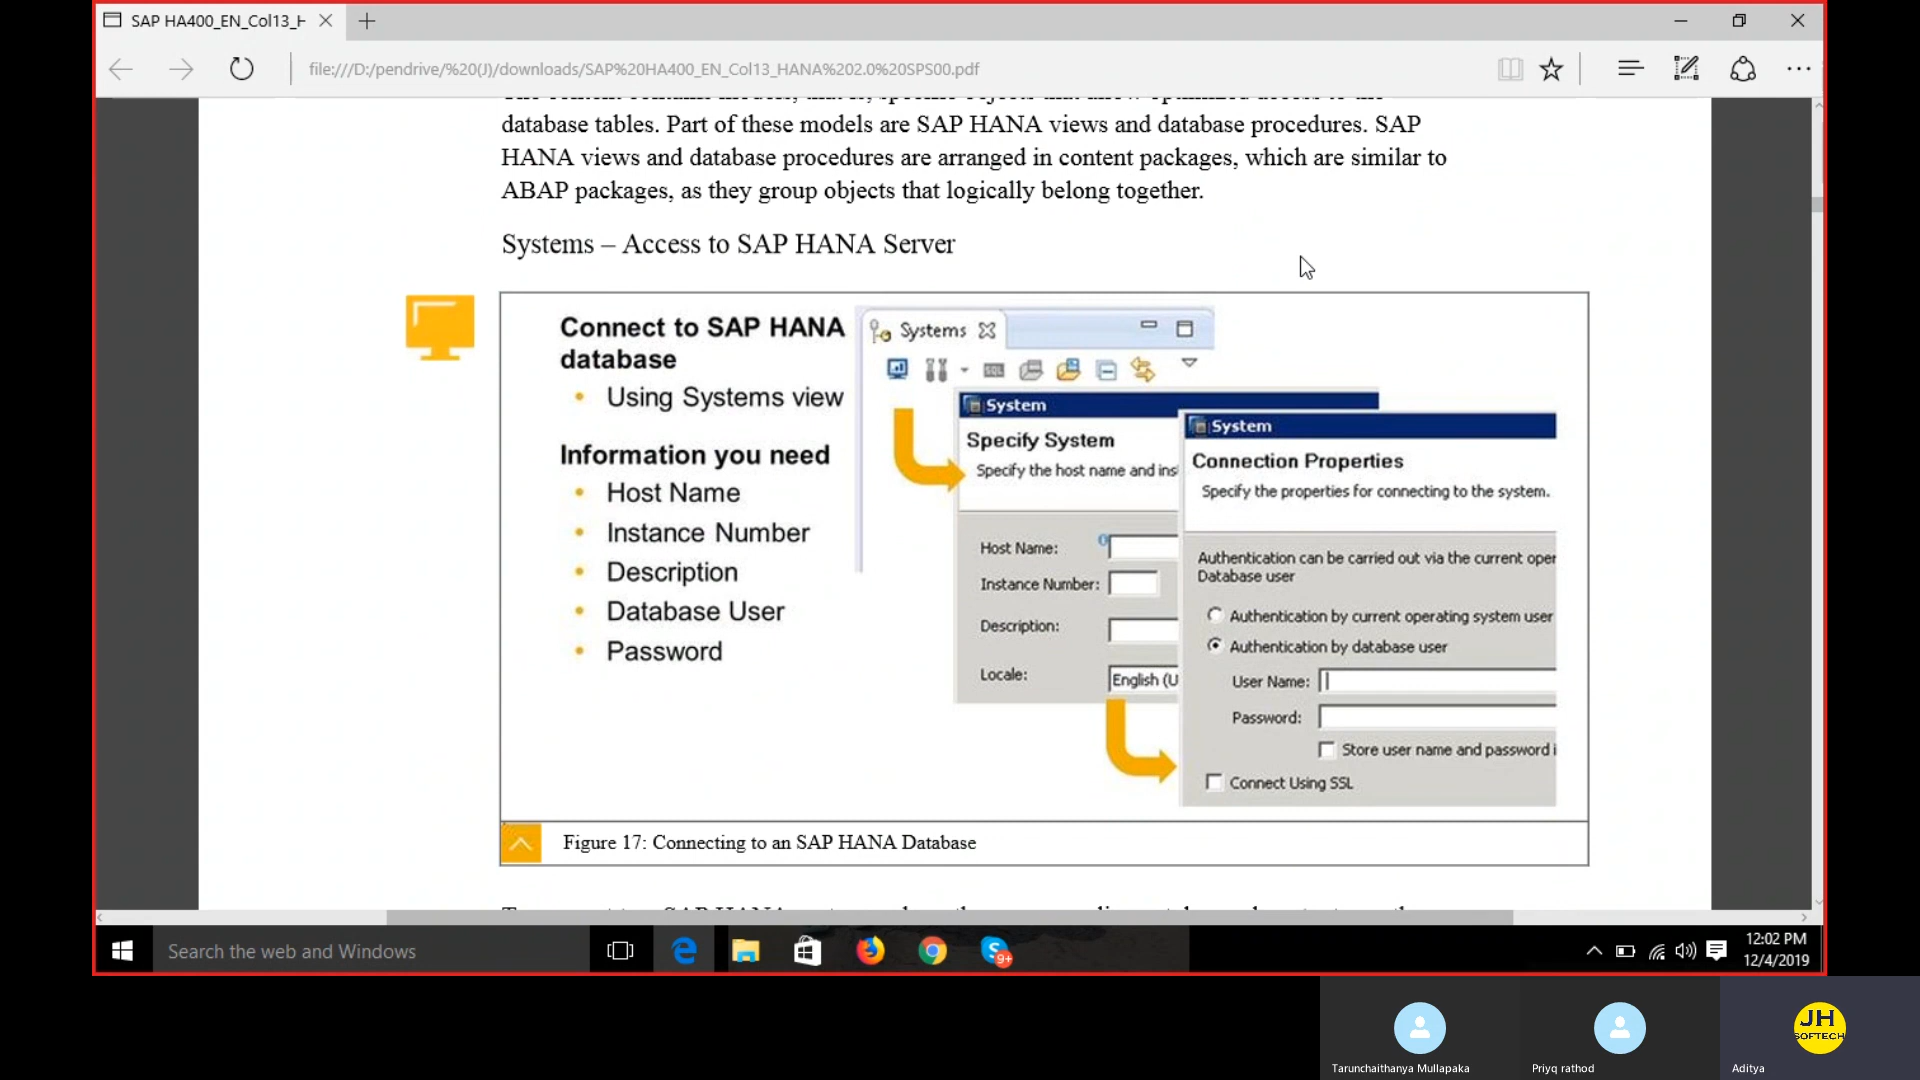 SAP HA400_EN_Col13_H
file:///D:/pendrive/%20(J)/downloads/SAP%20HA400_EN_Col13_HANA%202.0%20SPS00.pdf
database tables. Part of these models are SAP HANA views and database procedures. SAP
HANA views and database procedures are arranged in content packages, which are similar to
ABAP packages, as they group objects that logically belong together.
Systems – Access to SAP HANA Server
Connect to SAP HANA
database
• Using Systems view
Information you need
• Host Name
• Instance Number
• Description
• Database User
• Password
Systems
SQL
System
Specify System
Specify the host name and ins
Host Name:
Instance Number:
Description:
Locale:
English (U
System
Connection Properties
Specify the properties for connecting to the system.
Authentication can be carried out via the current oper
Database user
Authentication by current operating system user
Authentication by database user
User Name:
Password:
Store user name and password i
Connect Using SSL
Figure 17: Connecting to an SAP HANA Database
Search the web and Windows
9+
12:02 PM
12/4/2019
JH
SOFTECH
Tarunchaithanya Mullapaka
Priyq rathod
Aditya